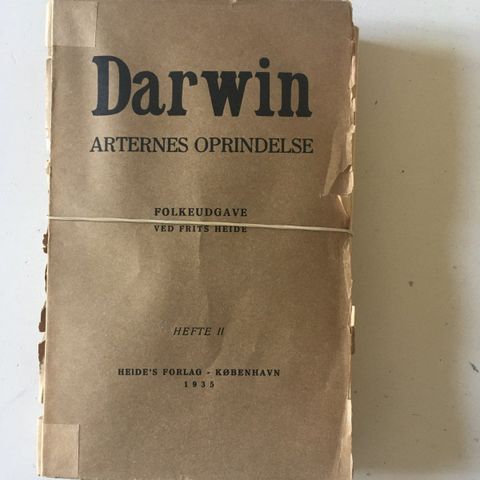 Darwin
ARTERNES OPRINDELSE
FOLKEUDGAVE
VED FRITS HEIDE
HEFTE II
HEIDE'S FORLAG - KØBENHAVN
1935